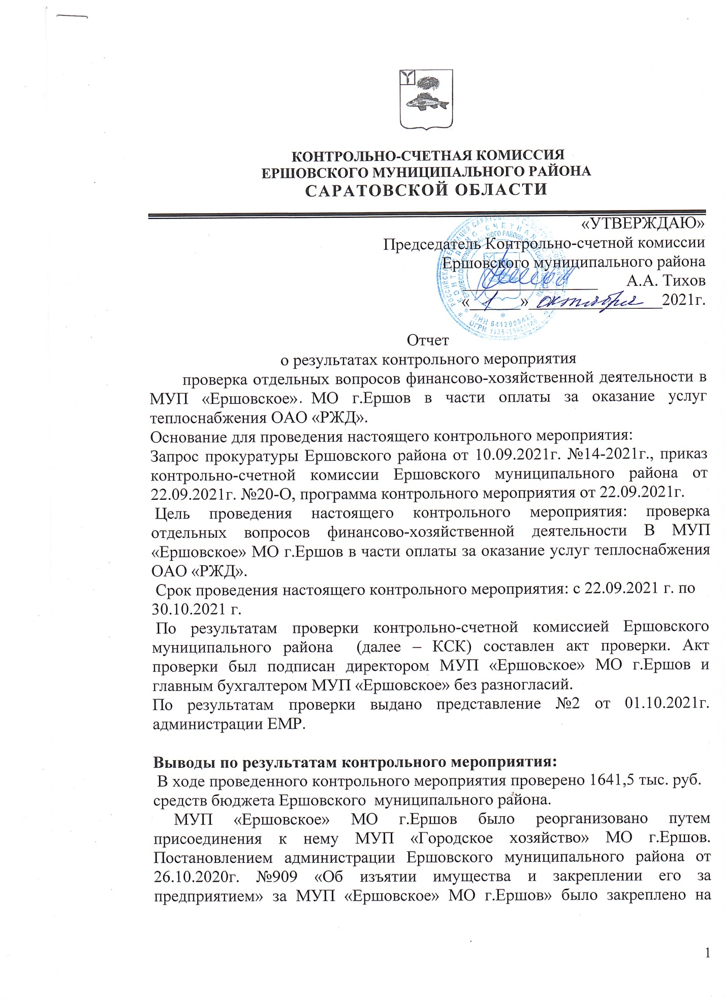 КОНТРОЛЬНО-СЧЕТНАЯ КОМИССИЯ
ЕРШОВСКОГО МУНИЦИПАЛЬНОГО РАЙОНА
САРАТОВСКОЙ ОБЛАСТИ
«УТВЕРЖДАЮ»
Председатель Контрольно-счетной комиссии
Ершовского муниципального района
А.А. Тихов
« 1 » октября 2021г.
Отчет
о результатах контрольного мероприятия
проверка отдельных вопросов финансово-хозяйственной деятельности в
МУП «Ершовское». МО г.Ершов в части оплаты за оказание услуг
теплоснабжения ОАО «РЖД».
Основание для проведения настоящего контрольного мероприятия:
Запрос прокуратуры Ершовского района от 10.09.2021г. №14-2021г., приказ
контрольно-счетной комиссии Ершовского муниципального района от
22.09.2021г. №20-О, программа контрольного мероприятия от 22.09.2021г.
Цель проведения настоящего контрольного мероприятия: проверка
отдельных вопросов финансово-хозяйственной деятельности В МУП
«Ершовское» МО г.Ершов в части оплаты за оказание услуг теплоснабжения
ОАО «РЖД».
Срок проведения настоящего контрольного мероприятия: с 22.09.2021 г. по
30.10.2021 г.
По результатам проверки контрольно-счетной комиссией Ершовского
муниципального района (далее – КСК) составлен акт проверки. Акт
проверки был подписан директором МУП «Ершовское» МО г.Ершов и
главным бухгалтером МУП «Ершовское» без разногласий.
По результатам проверки выдано представление №2 от 01.10.2021г.
администрации ЕМР.
Выводы по результатам контрольного мероприятия:
В ходе проведенного контрольного мероприятия проверено 1641,5 тыс. руб.
средств бюджета Ершовского муниципального района.
МУП «Ершовское» МО г.Ершов было реорганизовано путем
присоединения к нему МУП «Городское хозяйство» МО г.Ершов.
Постановлением администрации Ершовского муниципального района от
26.10.2020г. №909 «Об изъятии имущества и закреплении его за
предприятием» за МУП «Ершовское» МО г.Ершов» было закреплено на
1